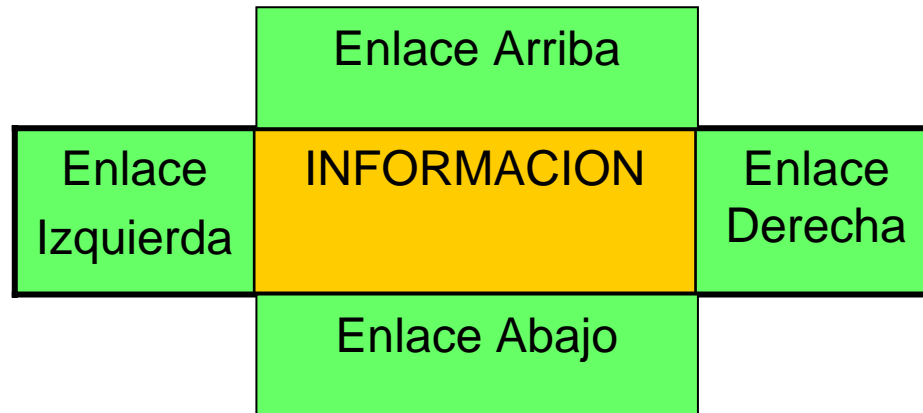 Enlace Arriba
Enlace
Izquierda
INFORMACION
Enlace
Derecha
Enlace Abajo